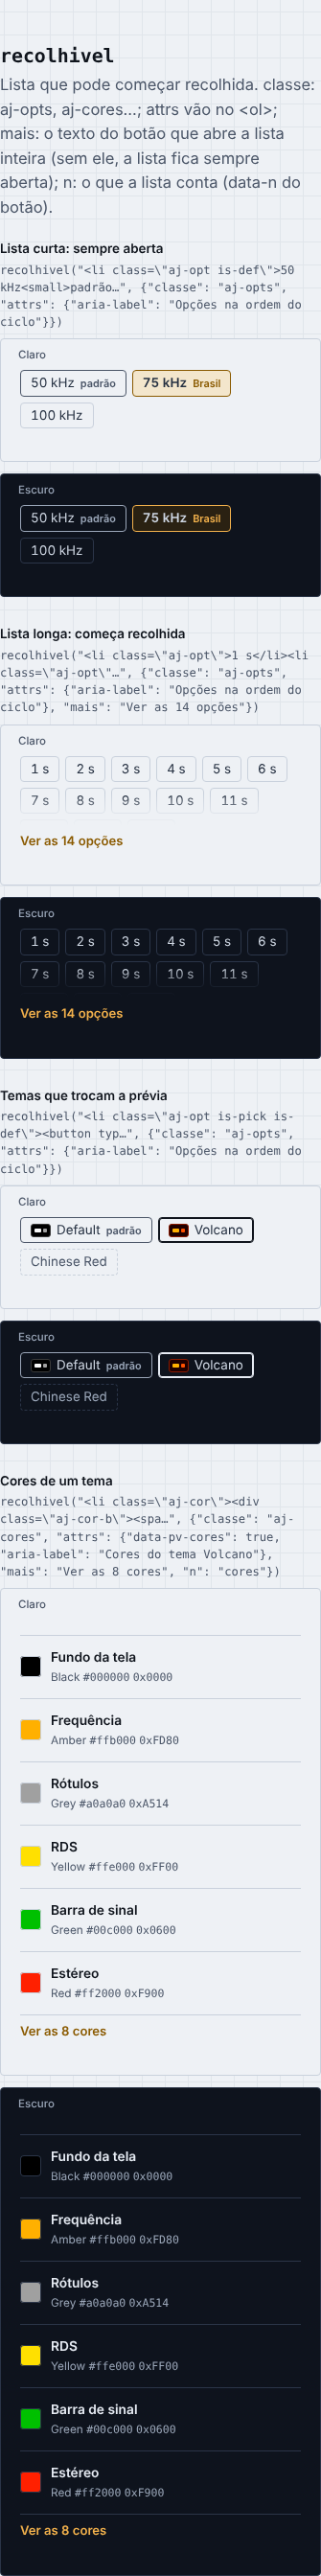 recolhivel
Lista que pode começar recolhida. classe:
aj-opts, aj-cores…; attrs vão no <ol>;
mais: o texto do botão que abre a lista
inteira (sem ele, a lista fica sempre
aberta); n: o que a lista conta (data-n do
botão).
Lista curta: sempre aberta
recolhivel("<li class=\"aj-opt is-def\">50
kHz<small>padrão…", {"classe": "aj-opts",
"attrs": {"aria-label": "Opções na ordem do
ciclo"}})
Claro
50 kHz padrão 75 kHz Brasil
100 kHz
Escuro
50 kHz padrão 75 kHz Brasil
100 kHz
Lista longa: começa recolhida
recolhivel("<li class=\"aj-opt\">1 s</li><li
class=\"aj-opt\"…", {"classe": "aj-opts",
"attrs": {"aria-label": "Opções na ordem do
ciclo"}, "mais": "Ver as 14 opções"})
Claro
1 s 2 s 3 s 4 s 5 s 6 s
7 s 8 s 9 s 10 s 11 s
Ver as 14 opções
Escuro
1 s 2 s 3 s 4 s 5 s 6 s
7 s 8 s 9 s 10 s 11 s
Ver as 14 opções
Temas que trocam a prévia
recolhivel("<li class=\"aj-opt is-pick is-
def\"><button typ…", {"classe": "aj-opts",
"attrs": {"aria-label": "Opções na ordem do
ciclo"}})
Claro
Default padrão Volcano
Chinese Red
Escuro
Default padrão Volcano
Chinese Red
Cores de um tema
recolhivel("<li class=\"aj-cor\"><div
class=\"aj-cor-b\"><spa…", {"classe": "aj-
cores", "attrs": {"data-pv-cores": true,
"aria-label": "Cores do tema Volcano"},
"mais": "Ver as 8 cores", "n": "cores"})
Claro
Fundo da tela
Black #000000 0x0000
Frequência
Amber #ffb000 0xFD80
Rótulos
Grey #a0a0a0 0xA514
RDS
Yellow #ffe000 0xFF00
Barra de sinal
Green #00c000 0x0600
Estéreo
Red #ff2000 0xF900
Ver as 8 cores
Escuro
Fundo da tela
Black #000000 0x0000
Frequência
Amber #ffb000 0xFD80
Rótulos
Grey #a0a0a0 0xA514
RDS
Yellow #ffe000 0xFF00
Barra de sinal
Green #00c000 0x0600
Estéreo
Red #ff2000 0xF900
Ver as 8 cores